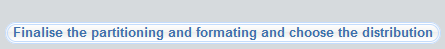 Finalise the partitioning and formating and choose the distribution